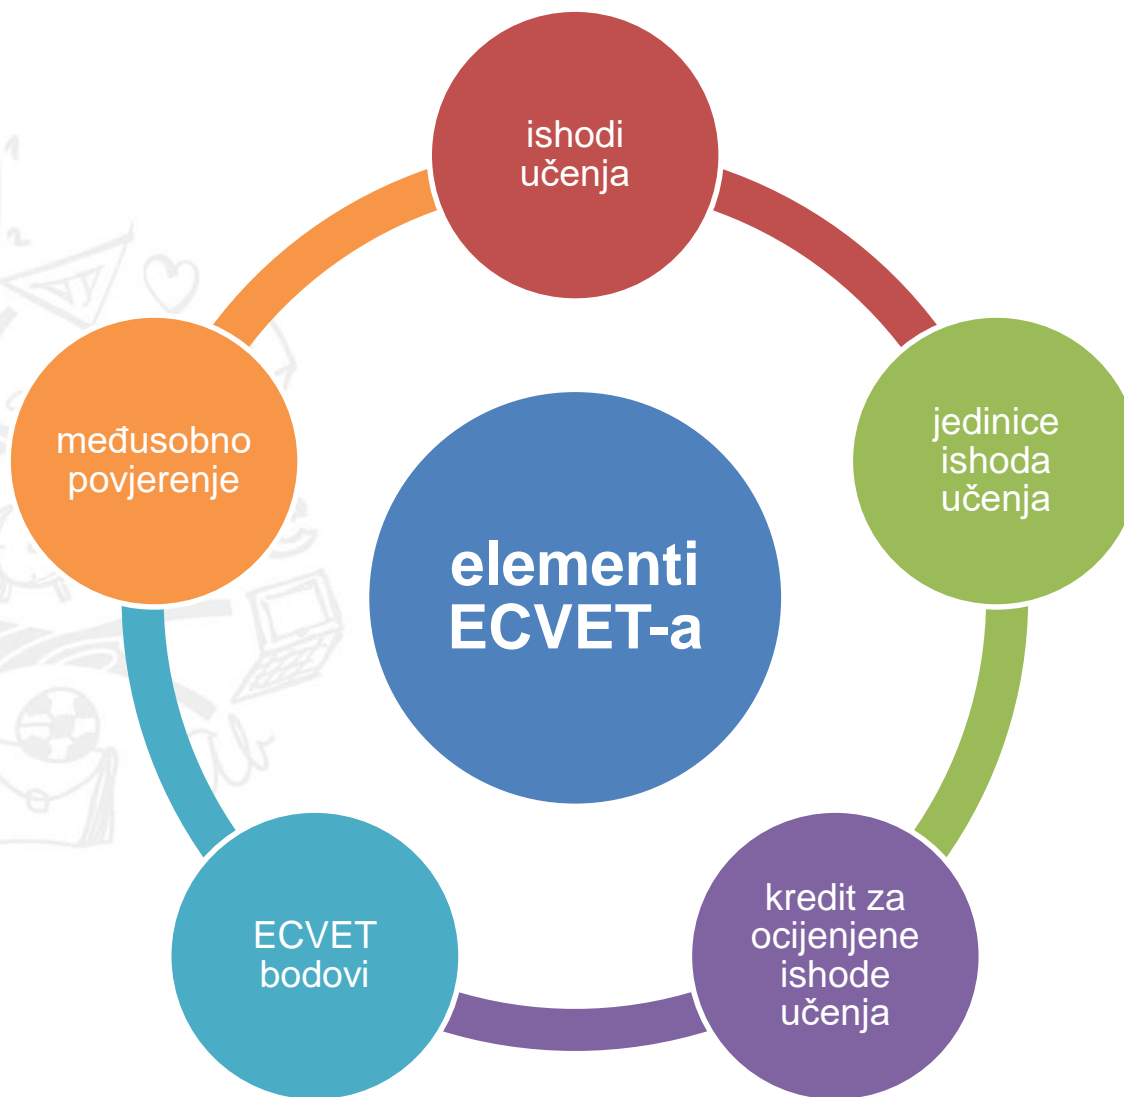 ishodi
učenja
jedinice
ishoda
učenja
kredit za
ocijenjene
ishode
učenja
ECVET
bodovi
međusobno
povjerenje
elementi
ECVET-a